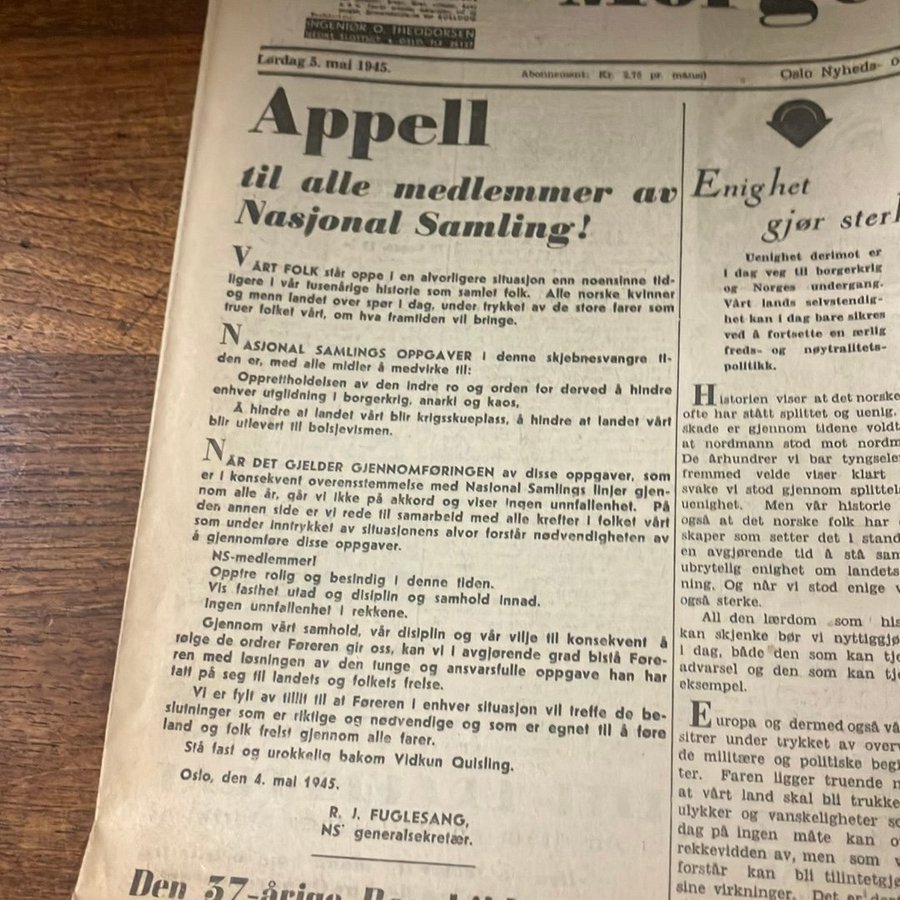 INGENIØR O. THEODORSEN
Lørdag 5. mai 1945.
Abonnement: Kr. 2.75 pr. måned
Oslo Nyheds- o
Appell
til alle medlemmer av
Nasjonal Samling!
VÅRT FOLK står oppe i en alvorligere situasjon enn noensinne tid-
ligere i vår tusenårige historie som samlet folk. Alle norske kvinner
og menn landet over spør i dag, under trykket av de store farer som
truer folket vårt, om hva framtiden vil bringe.
NASJONAL SAMLINGS OPPGAVER i denne skjebnesvangre ti-
den er, med alle midler å medvirke til:
Opprettholdelsen av den indre ro og orden for derved å hindre
enhver utglidning i borgerkrig, anarki og kaos,
Å hindre at landet vårt blir krigsskueplass, å hindre at landet vårt
blir utlevert til bolsjevismen.
NÅR DET GJELDER GJENNOMFØRINGEN av disse oppgaver, som
er i konsekvent overensstemmelse med Nasjonal Samlings linjer gjen-
nom alle år, går vi ikke på akkord og viser ingen unnfallenhet. På
den annen side er vi rede til samarbeid med alle krefter i folket vårt
som under inntrykket av situasjonens alvor forstår nødvendigheten av
å gjennomføre disse oppgaver.
NS-medlemmer!
Opptre rolig og besindig i denne tiden.
Vis fasthet utad og disiplin og samhold innad.
Ingen unnfallenhet i rekkene.
Gjennom vårt samhold, vår disiplin og vår vilje til konsekvent å
følge de ordrer Føreren gir oss, kan vi i avgjørende grad bistå Føre-
ren med løsningen av den tunge og ansvarsfulle oppgave han har
tatt på seg til landets og folkets frelse.
Vi er fylt av tillit til at Føreren i enhver situasjon vil treffe de be-
slutninger som er riktige og nødvendige og som er egnet til å føre
land og folk frelst gjennom alle farer.
Stå fast og urokkelig bakom Vidkun Quisling.
Oslo, den 4. mai 1945.
R. J. FUGLESANG,
NS' generalsekretær.
Den 37-årige
Enighet
gjør sterk
Uenighet derimot er
i dag veg til borgerkrig
og Norges undergang.
Vårt lands selvstendig-
het kan i dag bare sikres
ved å fortsette en ærlig
freds- og nøytralitets-
politikk.
Historien viser at det norske
ofte har stått splittet og uenig.
skade er gjennom tidene voldt
at nordmann stod mot nordm
De århundrer vi bar tyngselen
fremmed velde viser klart
svake vi stod gjennom splittel
uenighet. Men vår historie
også at det norske folk har
skaper som setter det i stand
en avgjørende tid å stå sam
ubrytelig enighet om landets
ning. Og når vi stod enige v
også sterke.
All den lærdom som his
kan skjenke bør vi nyttiggjø
i dag, både den som kan tje
advarsel og den som kan tje
eksempel.
Europa og dermed også vå
sitrer under trykket av overv
de militære og politiske begi
ter. Faren ligger truende n
at vårt land skal bli trukke
ulykker og vanskeligheter so
dag på ingen måte kan o
rekkevidden av, men som v
forstår kan bli tilintetgje
sine virkninger. Det er